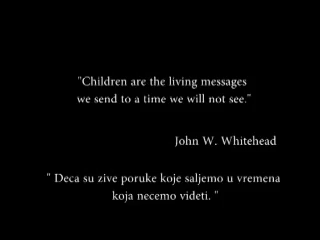 "Children are the living messages
we send to a time we will not see."
John W. Whitehead
" Deca su zive poruke koje saljemo u vremena
koja necemo videti. "